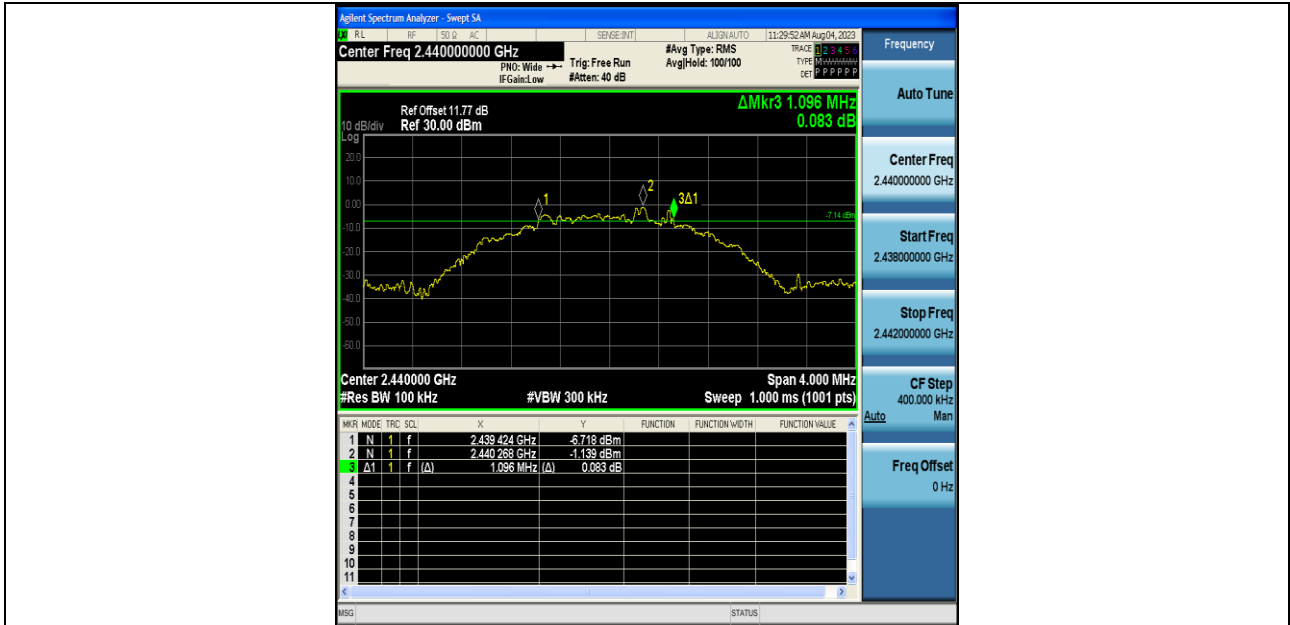 Agilent Spectrum Analyzer - Swept SA
LXI RL RF 50 Ω AC SENSE:INT ALIGN AUTO 11:29:52 AM Aug 04, 2023
Center Freq 2.440000000 GHz
PNO: Wide
IFGain:Low
Trig: Free Run
#Atten: 40 dB
#Avg Type: RMS
Avg|Hold: 100/100
TRACE 1 2 3 4 5 6
TYPE M WWWWW
DET P P P P P P
ΔMkr3 1.096 MHz
0.083 dB
Ref Offset 11.77 dB
10 dB/div Ref 30.00 dBm
Log
20.0
10.0
0.00
-10.0
-20.0
-30.0
-40.0
-50.0
-60.0
1
2
3Δ1
-7.14 dBm
Center 2.440000 GHz Span 4.000 MHz
#Res BW 100 kHz #VBW 300 kHz Sweep 1.000 ms (1001 pts)
MKR MODE TRC SCL X Y FUNCTION FUNCTION WIDTH FUNCTION VALUE
1 N 1 f 2.439 424 GHz -6.718 dBm
2 N 1 f 2.440 268 GHz -1.139 dBm
3 Δ1 1 f (Δ) 1.096 MHz (Δ) 0.083 dB
4
5
6
7
8
9
10
11
MSG STATUS
Frequency
Auto Tune
Center Freq
2.440000000 GHz
Start Freq
2.438000000 GHz
Stop Freq
2.442000000 GHz
CF Step
400.000 kHz
Auto Man
Freq Offset
0 Hz